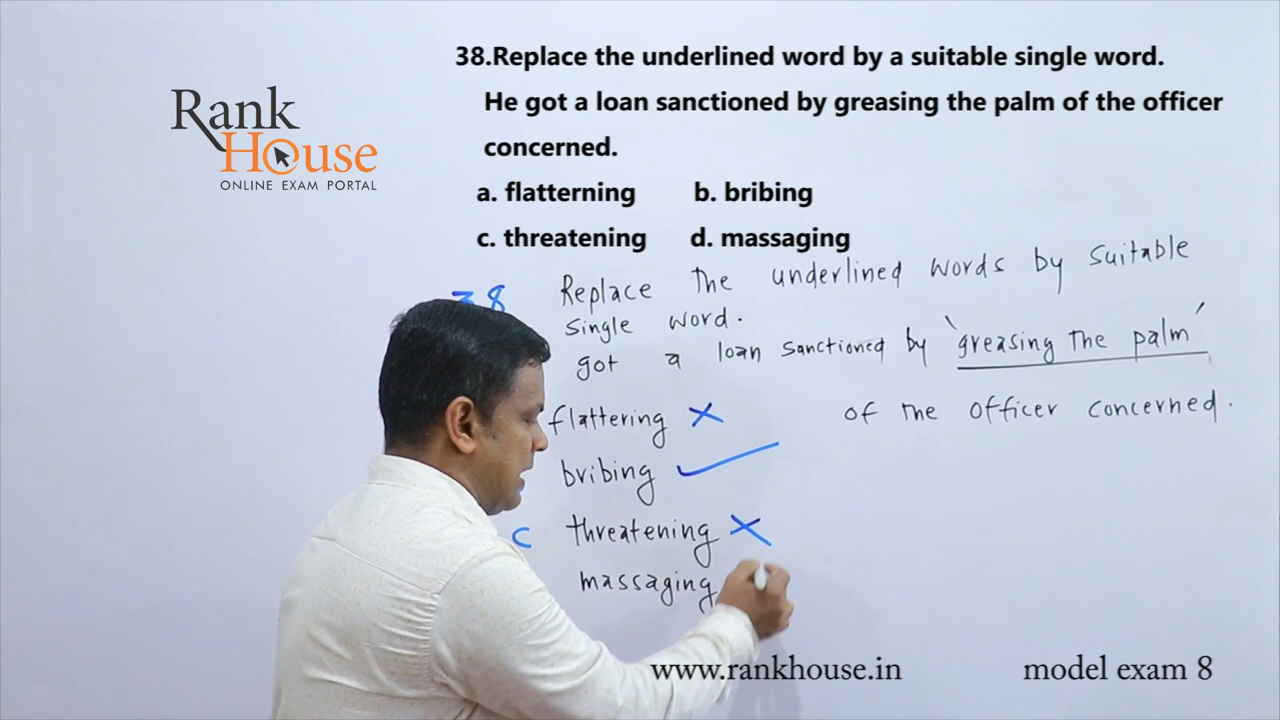 38.Replace the underlined word by a suitable single word.
He got a loan sanctioned by greasing the palm of the officer
concerned.
a. flatterning b. bribing
c. threatening d. massaging
Rank
House
ONLINE EXAM PORTAL
38 Replace the underlined words by suitable
single word.
got a loan sanctioned by 'greasing the palm'
of the officer concerned.
flattering ×
bribing ✓
c threatening ×
massaging
www.rankhouse.in model exam 8